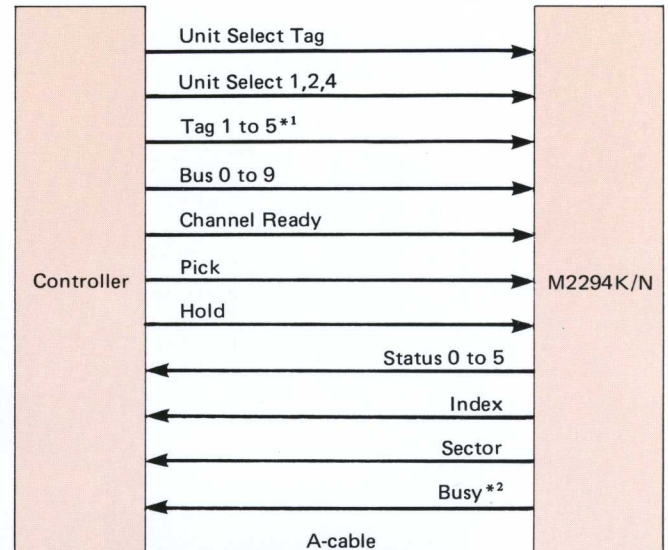 Unit Select Tag
Unit Select 1,2,4
Tag 1 to 5*1
Bus 0 to 9
Channel Ready
Pick
Controller
M2294K/N
Hold
Status 0 to 5
Index
Sector
Busy*2
A-cable